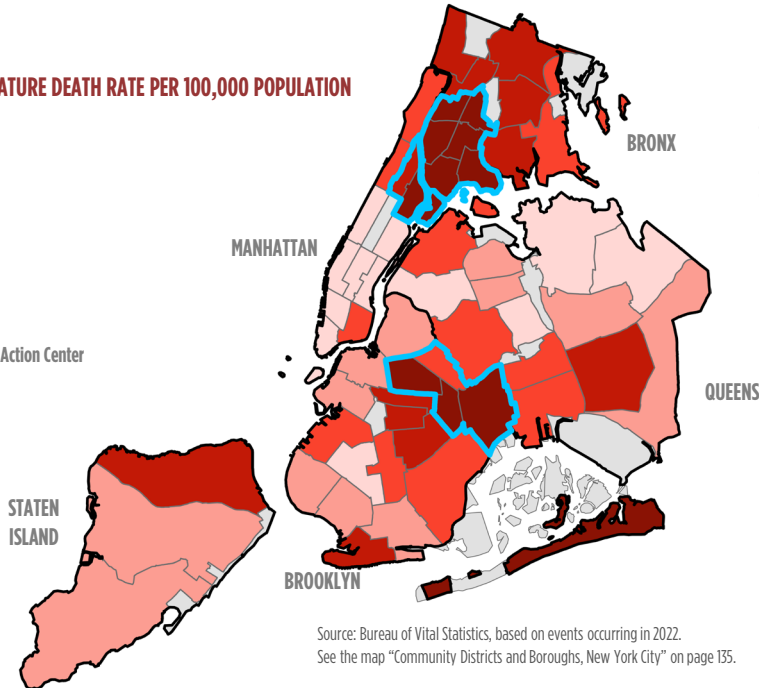 ATURE DEATH RATE PER 100,000 POPULATION
BRONX
MANHATTAN
Action Center
QUEENS
STATEN
ISLAND
BROOKLYN
Source: Bureau of Vital Statistics, based on events occurring in 2022.
See the map “Community Districts and Boroughs, New York City” on page 135.